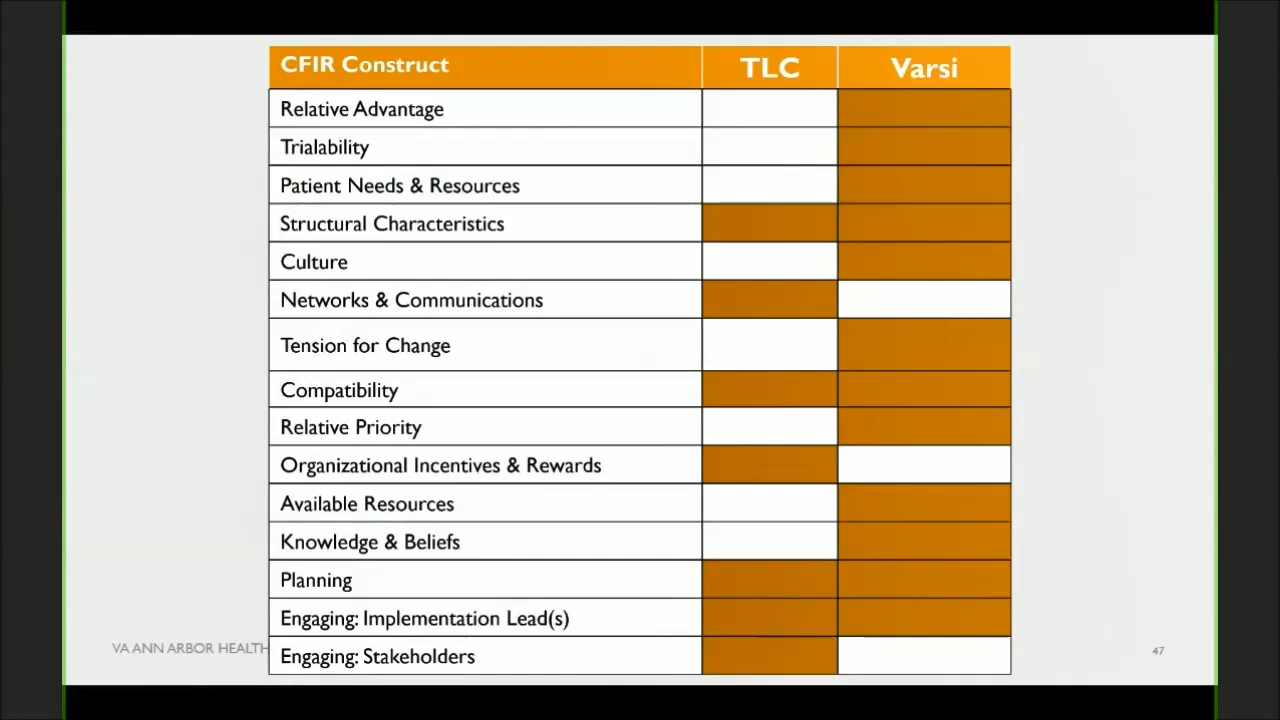 CFIR Construct TLC Varsi
Relative Advantage
Trialability
Patient Needs & Resources
Structural Characteristics
Culture
Networks & Communications
Tension for Change
Compatibility
Relative Priority
Organizational Incentives & Rewards
Available Resources
Knowledge & Beliefs
Planning
Engaging: Implementation Lead(s)
Engaging: Stakeholders
VA ANN ARBOR HEALTH
47